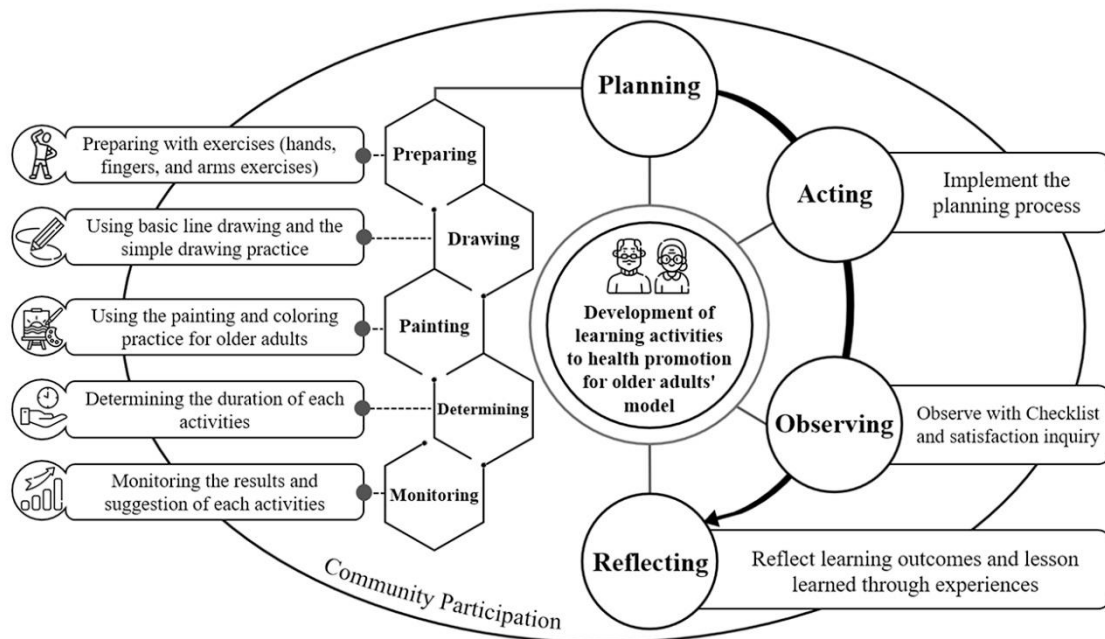 Planning
Preparing with exercises (hands,
fingers, and arms exercises)
Preparing
Acting
Implement the
planning process
Using basic line drawing and the
simple drawing practice
Drawing
Using the painting and coloring
practice for older adults
Painting
Development of
learning activities
to health promotion
for older adults'
model
Determining the duration of each
activities
Determining
Observing
Observe with Checklist
and satisfaction inquiry
Monitoring the results and
suggestion of each activities
Monitoring
Reflecting
Reflect learning outcomes and lesson
learned through experiences
Community Participation